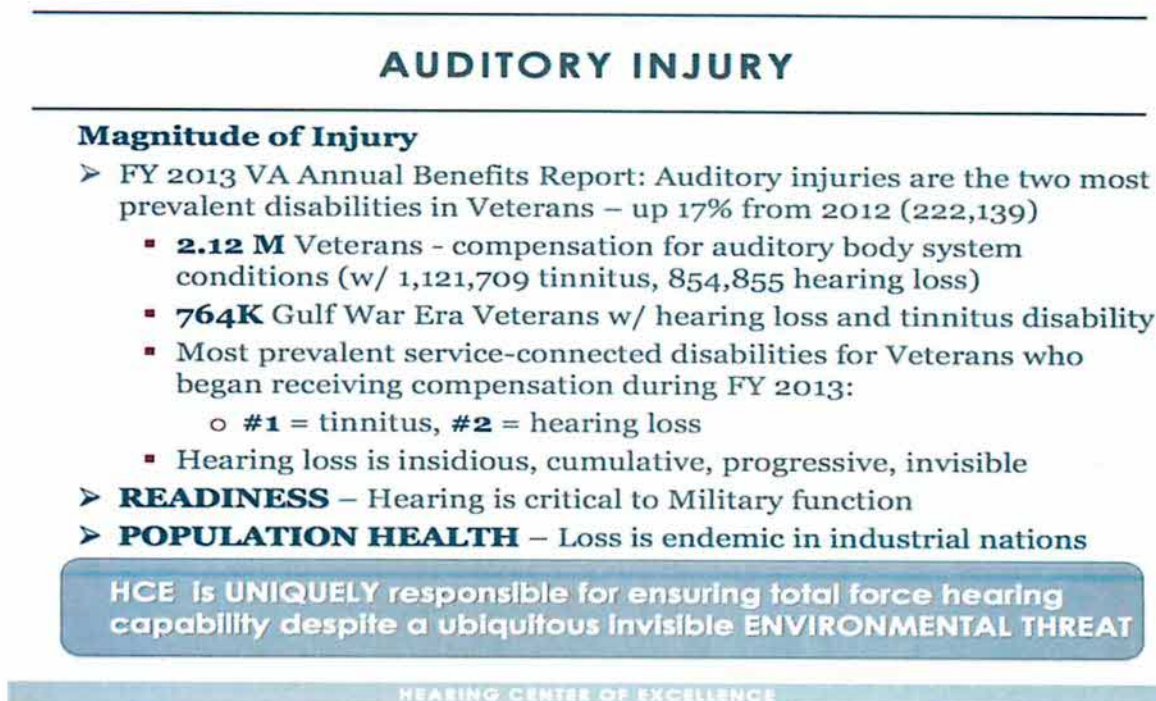 AUDITORY INJURY
Magnitude of Injury
➢ FY 2013 VA Annual Benefits Report: Auditory injuries are the two most
prevalent disabilities in Veterans – up 17% from 2012 (222,139)
▪ 2.12 M Veterans - compensation for auditory body system
conditions (w/ 1,121,709 tinnitus, 854,855 hearing loss)
▪ 764K Gulf War Era Veterans w/ hearing loss and tinnitus disability
▪ Most prevalent service-connected disabilities for Veterans who
began receiving compensation during FY 2013:
o #1 = tinnitus, #2 = hearing loss
▪ Hearing loss is insidious, cumulative, progressive, invisible
➢ READINESS – Hearing is critical to Military function
➢ POPULATION HEALTH – Loss is endemic in industrial nations
HCE is UNIQUELY responsible for ensuring total force hearing
capability despite a ubiquitous invisible ENVIRONMENTAL THREAT
HEARING CENTER OF EXCELLENCE